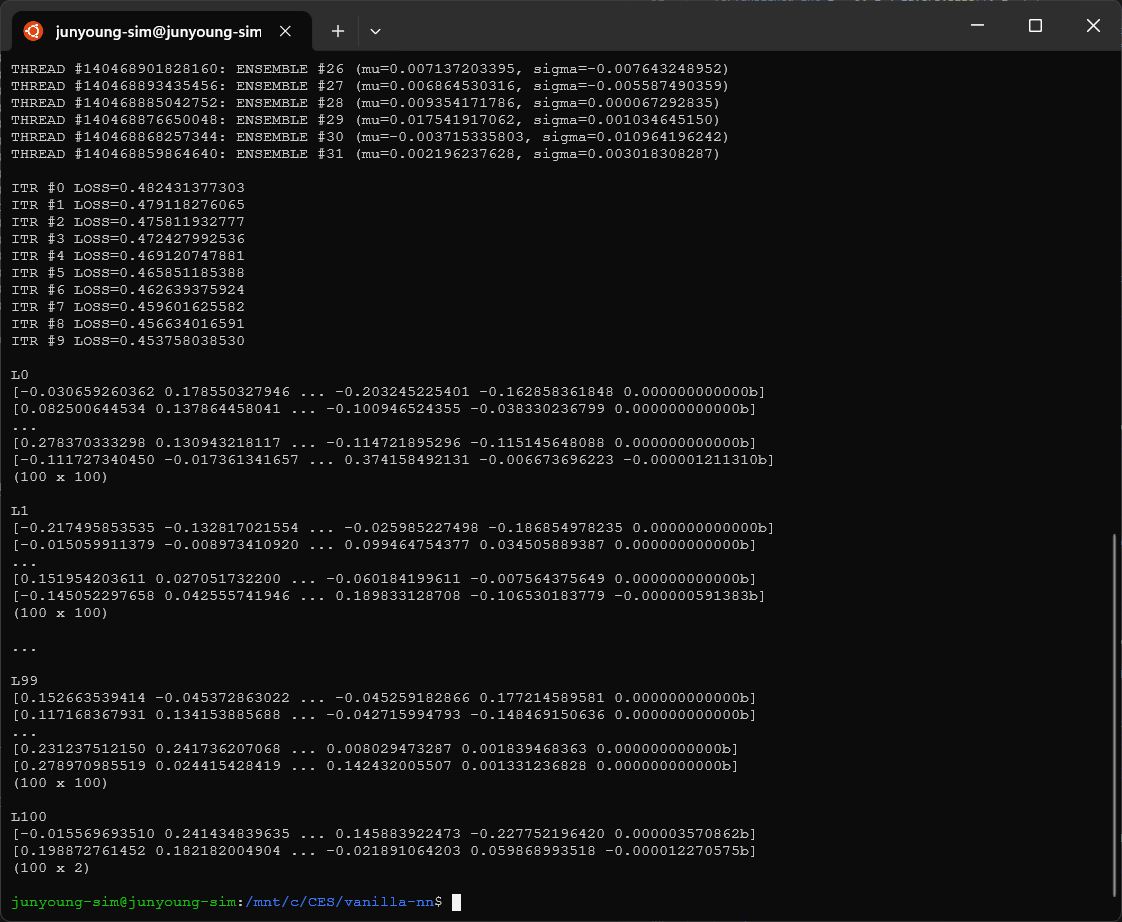 junyoung-sim@junyoung-sim
THREAD #140468901828160: ENSEMBLE #26 (mu=0.007137203395, sigma=-0.007643248952)
THREAD #140468893435456: ENSEMBLE #27 (mu=0.006864530316, sigma=-0.005587490359)
THREAD #140468885042752: ENSEMBLE #28 (mu=0.009354171786, sigma=0.000067292835)
THREAD #140468876650048: ENSEMBLE #29 (mu=0.017541917062, sigma=0.001034645150)
THREAD #140468868257344: ENSEMBLE #30 (mu=-0.003715335803, sigma=0.010964196242)
THREAD #140468859864640: ENSEMBLE #31 (mu=0.002196237628, sigma=0.003018308287)
ITR #0 LOSS=0.482431377303
ITR #1 LOSS=0.479118276065
ITR #2 LOSS=0.475811932777
ITR #3 LOSS=0.472427992536
ITR #4 LOSS=0.469120747881
ITR #5 LOSS=0.465851185388
ITR #6 LOSS=0.462639375924
ITR #7 LOSS=0.459601625582
ITR #8 LOSS=0.456634016591
ITR #9 LOSS=0.453758038530
L0
[-0.030659260362 0.178550327946 ... -0.203245225401 -0.162858361848 0.000000000000b]
[0.082500644534 0.137864458041 ... -0.100946524355 -0.038330236799 0.000000000000b]
...
[0.278370333298 0.130943218117 ... -0.114721895296 -0.115145648088 0.000000000000b]
[-0.111727340450 -0.017361341657 ... 0.374158492131 -0.006673696223 -0.000001211310b]
(100 x 100)
L1
[-0.217495853535 -0.132817021554 ... -0.025985227498 -0.186854978235 0.000000000000b]
[-0.015059911379 -0.008973410920 ... 0.099464754377 0.034505889387 0.000000000000b]
...
[0.151954203611 0.027051732200 ... -0.060184199611 -0.007564375649 0.000000000000b]
[-0.145052297658 0.042555741946 ... 0.189833128708 -0.106530183779 -0.000000591383b]
(100 x 100)
...
L99
[0.152663539414 -0.045372863022 ... -0.045259182866 0.177214589581 0.000000000000b]
[0.117168367931 0.134153885688 ... -0.042715994793 -0.148469150636 0.000000000000b]
...
[0.231237512150 0.241736207068 ... 0.008029473287 0.001839468363 0.000000000000b]
[0.278970985519 0.024415428419 ... 0.142432005507 0.001331236828 0.000000000000b]
(100 x 100)
L100
[-0.015569693510 0.241434839635 ... 0.145883922473 -0.227752196420 0.000003570862b]
[0.198872761452 0.182182004904 ... -0.021891064203 0.059868993518 -0.000012270575b]
(100 x 2)
junyoung-sim@junyoung-sim:/mnt/c/CES/vanilla-nn$